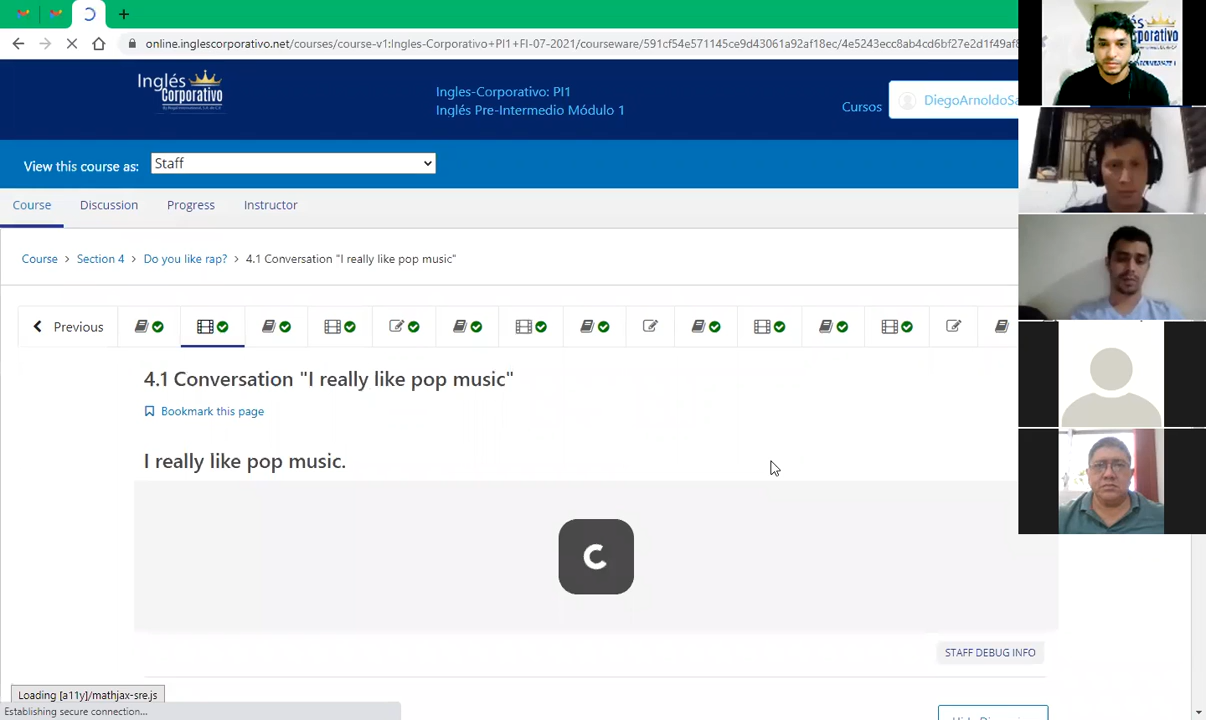 online.inglescorporativo.net/courses/course-v1:Ingles-Corporativo+PI1+FI-07-2021/courseware/591cf54e571145ce9d43061a92af18ec/4e5243ecc8ab4cd6bf27e2d1f49af8
Inglés
Corporativo
Ingles-Corporativo: PI1
Inglés Pre-Intermedio Módulo 1
Cursos
DiegoArnoldoSa
View this course as:
Staff
Course
Discussion
Progress
Instructor
Course > Section 4 > Do you like rap? > 4.1 Conversation "I really like pop music"
Previous
4.1 Conversation "I really like pop music"
Bookmark this page
I really like pop music.
STAFF DEBUG INFO
Loading [a11y]/mathjax-sre.js
Establishing secure connection...